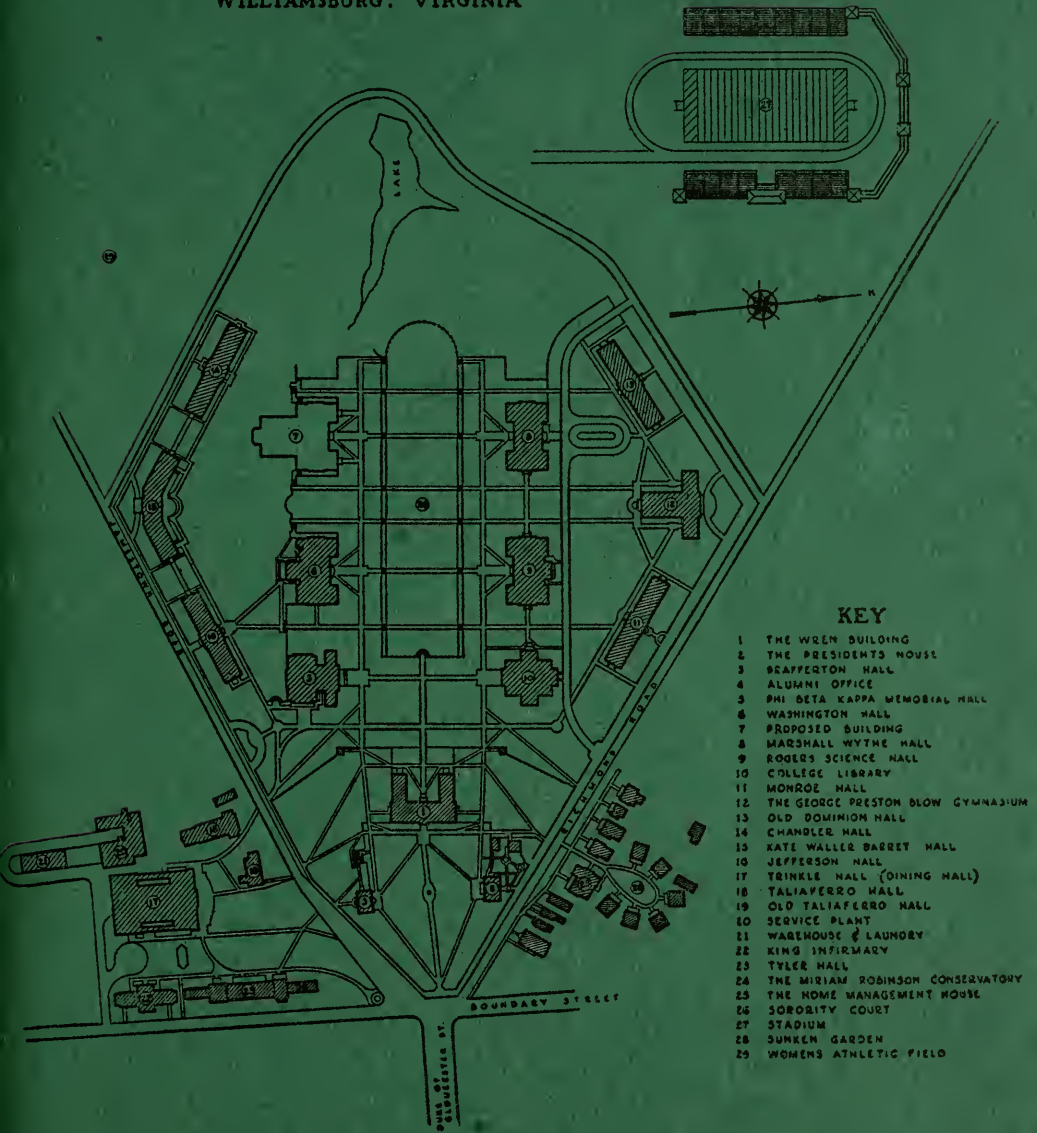 WILLIAMSBURG, VIRGINIA
LAKE
N
JAMESTOWN ROAD
RICHMOND ROAD
BOUNDARY STREET
DUKE OF
GLOUCESTER ST.
KEY
1 THE WREN BUILDING
2 THE PRESIDENTS HOUSE
3 BRAFFERTON HALL
4 ALUMNI OFFICE
5 PHI BETA KAPPA MEMORIAL HALL
6 WASHINGTON HALL
7 PROPOSED BUILDING
8 MARSHALL WYTHE HALL
9 ROGERS SCIENCE HALL
10 COLLEGE LIBRARY
11 MONROE HALL
12 THE GEORGE PRESTON BLOW GYMNASIUM
13 OLD DOMINION HALL
14 CHANDLER HALL
15 KATE WALLER BARRET HALL
16 JEFFERSON HALL
17 TRINKLE HALL (DINING HALL)
18 TALIAFERRO HALL
19 OLD TALIAFERRO HALL
20 SERVICE PLANT
21 WAREHOUSE & LAUNDRY
22 KING INFIRMARY
23 TYLER HALL
24 THE MIRIAM ROBINSON CONSERVATORY
25 THE HOME MANAGEMENT HOUSE
26 SORORITY COURT
27 STADIUM
28 SUNKEN GARDEN
29 WOMENS ATHLETIC FIELD